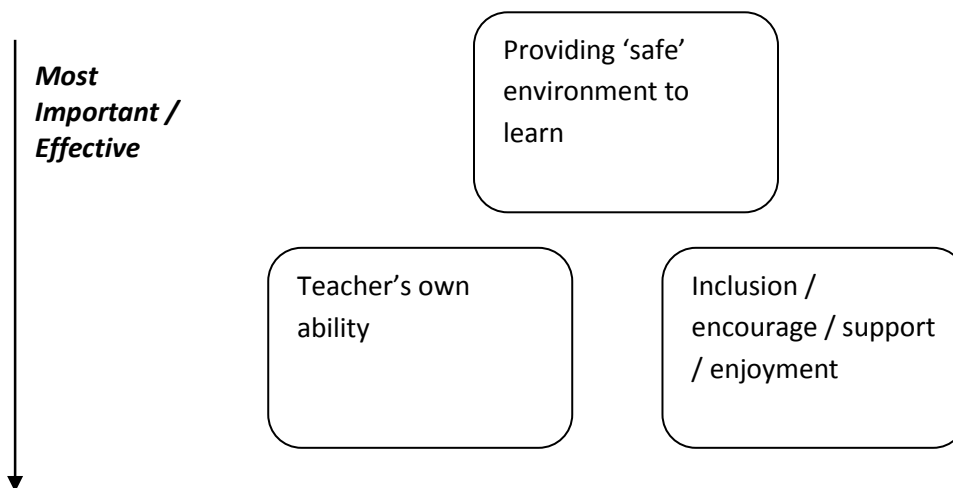 Most
Important /
Effective
Providing ‘safe’
environment to
learn
Teacher’s own
ability
Inclusion /
encourage / support
/ enjoyment